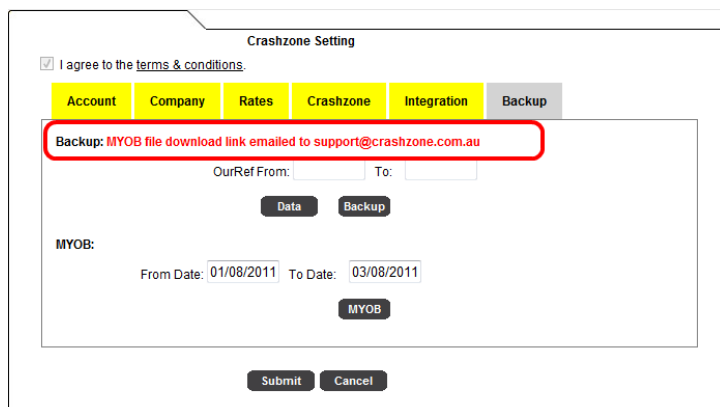 Crashzone Setting
I agree to the terms & conditions.
Account Company Rates Crashzone Integration Backup
Backup: MYOB file download link emailed to support@crashzone.com.au
OurRef From: To:
Data Backup
MYOB:
From Date: 01/08/2011 To Date: 03/08/2011
MYOB
Submit Cancel